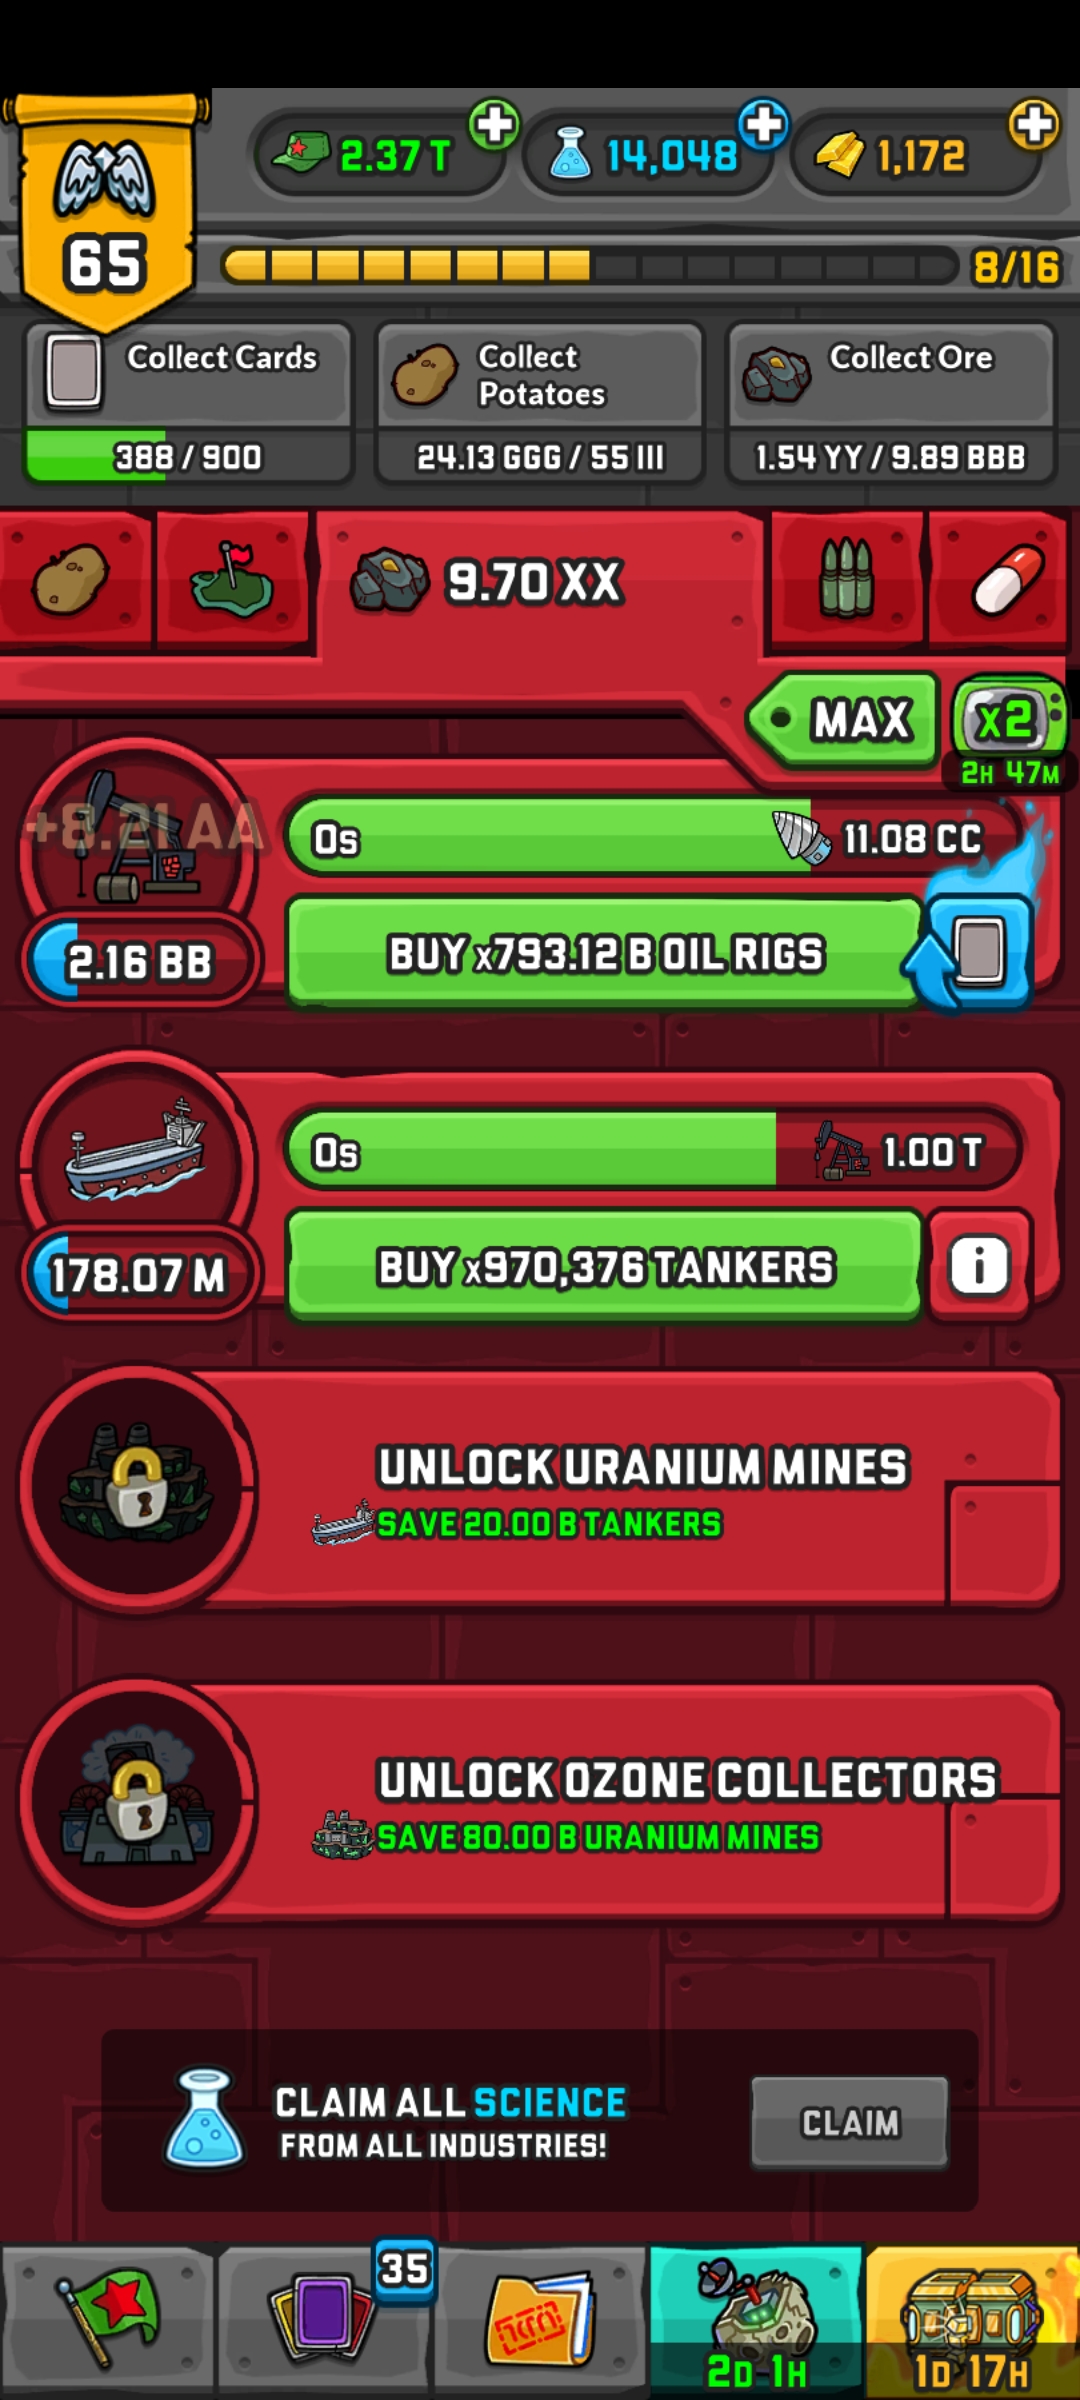 2.37 T
14,048
1,172
65
8/16
Collect Cards
388 / 900
Collect
Potatoes
24.13 GGG / 55 III
Collect Ore
1.54 YY / 9.89 BBB
9.70 XX
MAX
x2
2H 47M
+8.21 AA
0s
11.08 CC
2.16 BB
BUY x793.12 B OIL RIGS
0s
1.00 T
178.07 M
BUY x970,376 TANKERS
i
UNLOCK URANIUM MINES
SAVE 20.00 B TANKERS
UNLOCK OZONE COLLECTORS
SAVE 80.00 B URANIUM MINES
CLAIM ALL SCIENCE
FROM ALL INDUSTRIES!
CLAIM
35
2D 1H
1D 17H